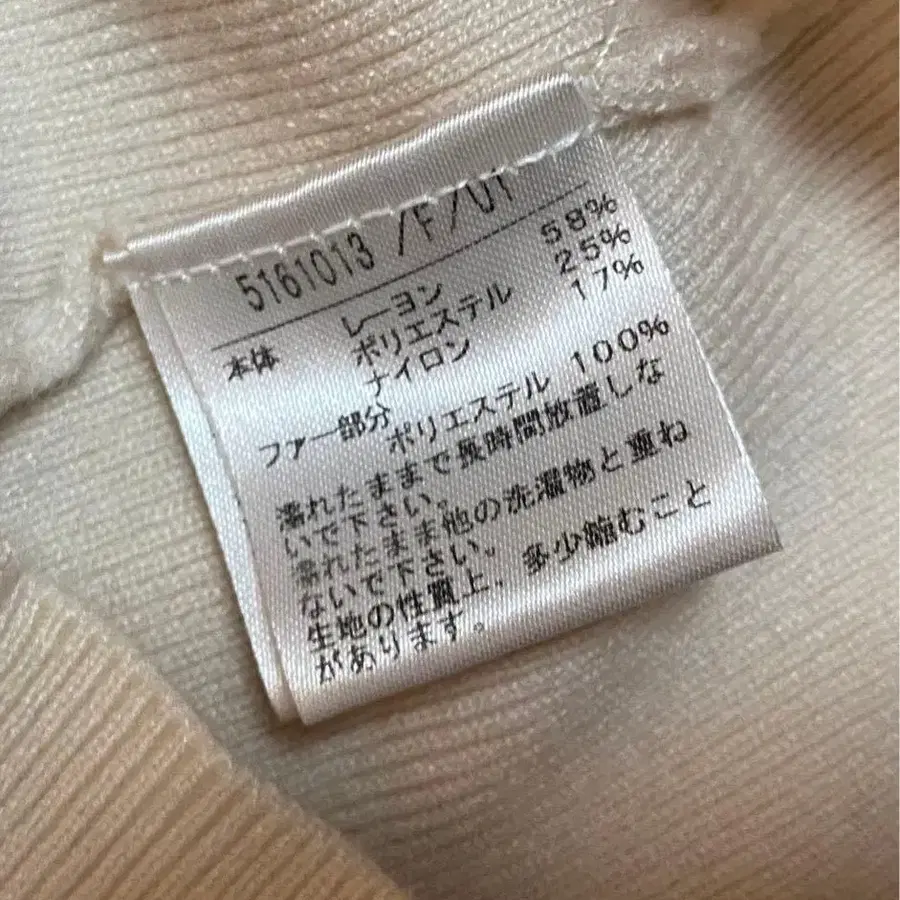 5161013 /F/01
本体 レーヨン 58%
ポリエステル 25%
ナイロン 17%
ファー部分
ポリエステル 100%
濡れたままで長時間放置しな
いで下さい。
濡れたまま他の洗濯物と重ね
ないで下さい。
生地の性質上，多少縮むこと
があります。